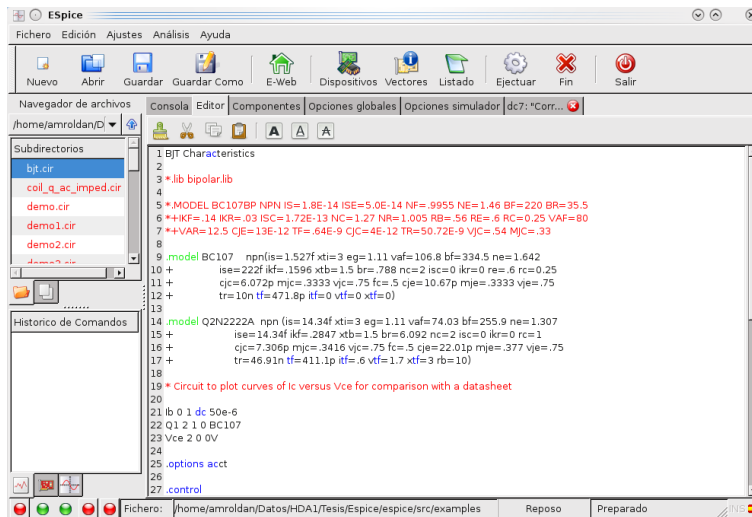 ESpice
Fichero Edición Ajustes Análisis Ayuda
Nuevo Abrir Guardar Guardar Como E-Web Dispositivos Vectores Listado Ejectuar Fin Salir
Navegador de archivos
/home/amroldan/D
Subdirectorios
bjt.cir
coil_q_ac_imped.cir
demo.cir
demo1.cir
demo2.cir
demo3.cir
Historico de Comandos
Consola Editor Componentes Opciones globales Opciones simulador dc7: "Corr...
A A A
1 BJT Characteristics
2
3 *.lib bipolar.lib
4
5 *.MODEL BC107BP NPN IS=1.8E-14 ISE=5.0E-14 NF=.9955 NE=1.46 BF=220 BR=35.5
6 *+IKF=.14 IKR=.03 ISC=1.72E-13 NC=1.27 NR=1.005 RB=.56 RE=.6 RC=0.25 VAF=80
7 *+VAR=12.5 CJE=13E-12 TF=.64E-9 CJC=4E-12 TR=50.72E-9 VJC=.54 MJC=.33
8
9 .model BC107 npn(is=1.527f xti=3 eg=1.11 vaf=106.8 bf=334.5 ne=1.642
10 + ise=222f ikf=.1596 xtb=1.5 br=.788 nc=2 isc=0 ikr=0 re=.6 rc=0.25
11 + cjc=6.072p mjc=.3333 vjc=.75 fc=.5 cje=10.67p mje=.3333 vje=.75
12 + tr=10n tf=471.8p itf=0 vtf=0 xtf=0)
13
14 .model Q2N2222A npn (is=14.34f xti=3 eg=1.11 vaf=74.03 bf=255.9 ne=1.307
15 + ise=14.34f ikf=.2847 xtb=1.5 br=6.092 nc=2 isc=0 ikr=0 rc=1
16 + cjc=7.306p mjc=.3416 vjc=.75 fc=.5 cje=22.01p mje=.377 vje=.75
17 + tr=46.91n tf=411.1p itf=.6 vtf=1.7 xtf=3 rb=10)
18
19 * Circuit to plot curves of Ic versus Vce for comparison with a datasheet
20
21 Ib 0 1 dc 50e-6
22 Q1 2 1 0 BC107
23 Vce 2 0 0V
24
25 .options acct
26
27 .control
Fichero: /home/amroldan/Datos/HDA1/Tesis/Espice/espice/src/examples Reposo Preparado INS